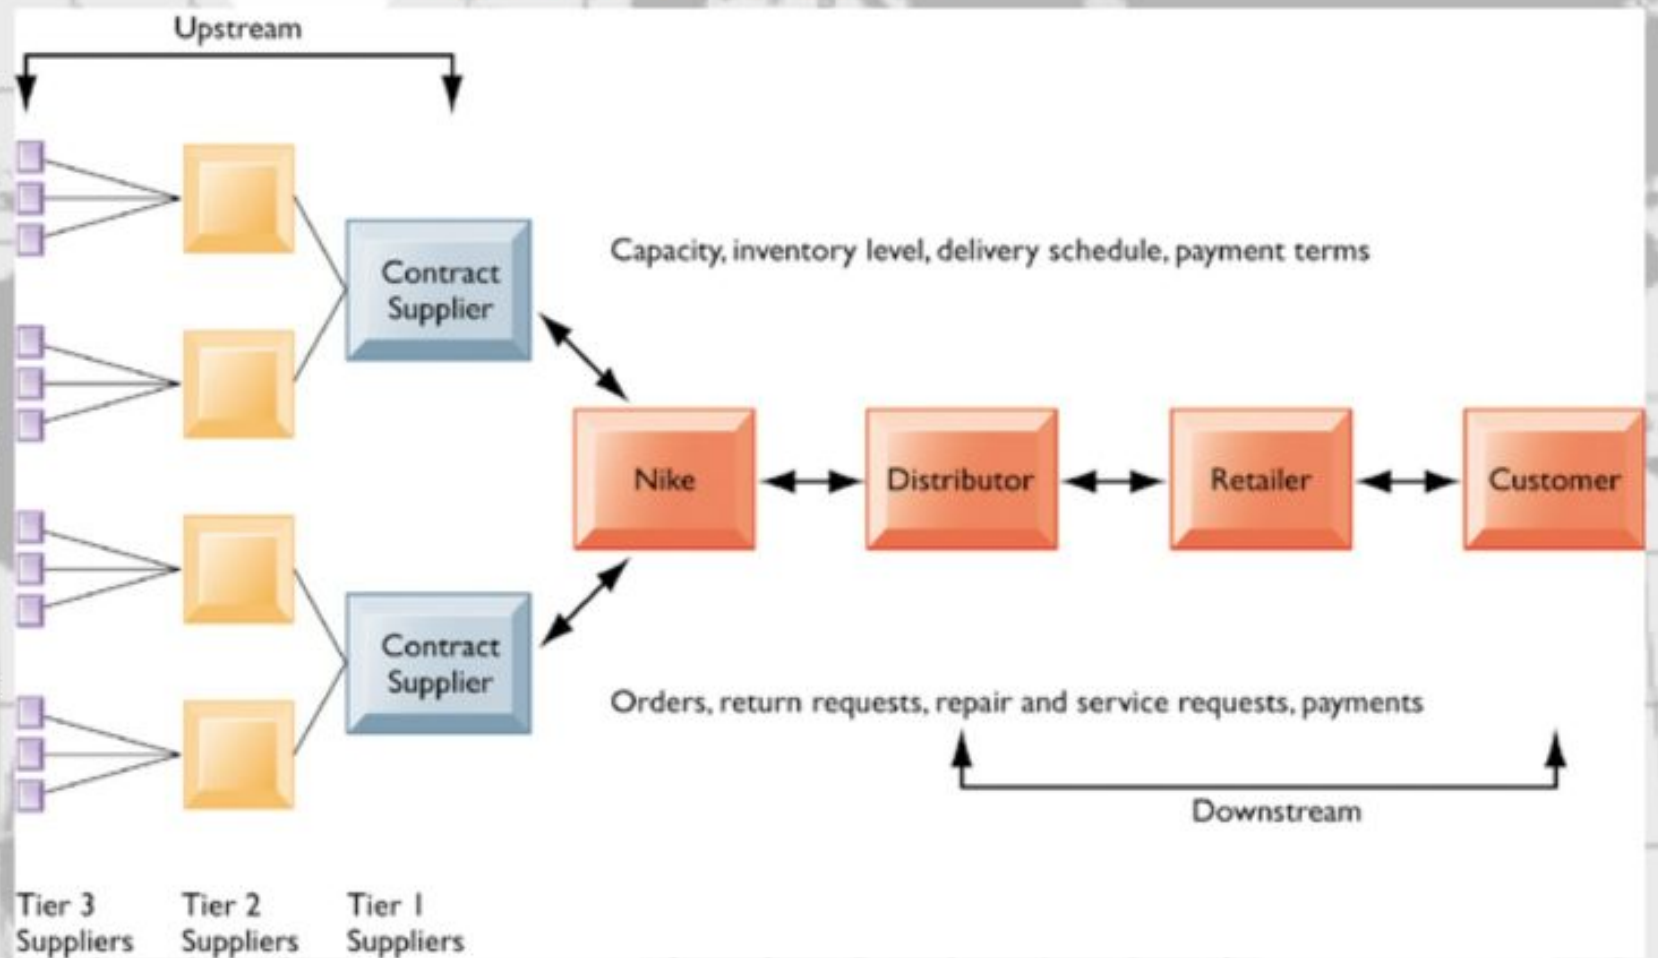 Upstream
Contract
Supplier
Capacity, inventory level, delivery schedule, payment terms
Nike
Distributor
Retailer
Customer
Contract
Supplier
Orders, return requests, repair and service requests, payments
Downstream
Tier 3
Suppliers
Tier 2
Suppliers
Tier 1
Suppliers